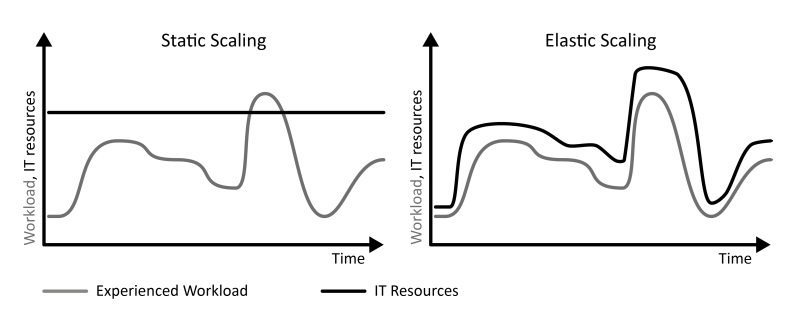 Static Scaling
Workload, IT resources
Time
Elastic Scaling
Workload, IT resources
Time
Experienced Workload
IT Resources